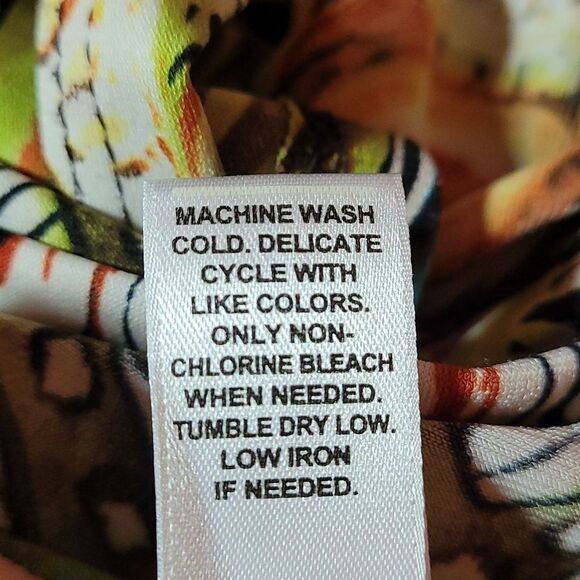 MACHINE WASH
COLD. DELICATE
CYCLE WITH
LIKE COLORS.
ONLY NON-
CHLORINE BLEACH
WHEN NEEDED.
TUMBLE DRY LOW.
LOW IRON
IF NEEDED.